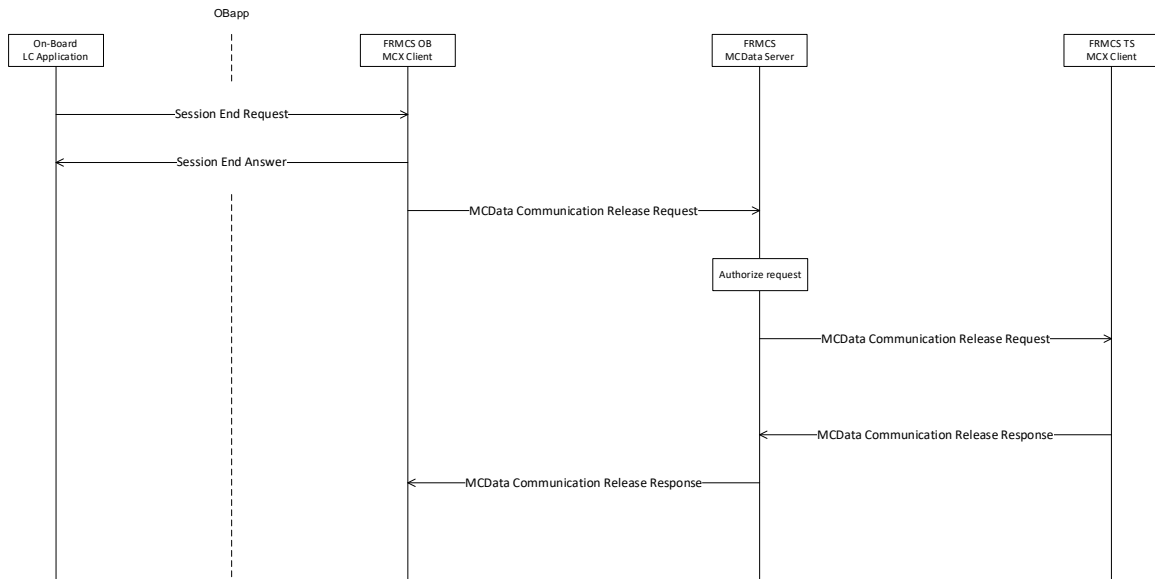 OBapp
On-Board
LC Application
FRMCS OB
MCX Client
FRMCS
MCData Server
FRMCS TS
MCX Client
Session End Request
Session End Answer
MCData Communication Release Request
Authorize request
MCData Communication Release Request
MCData Communication Release Response
MCData Communication Release Response